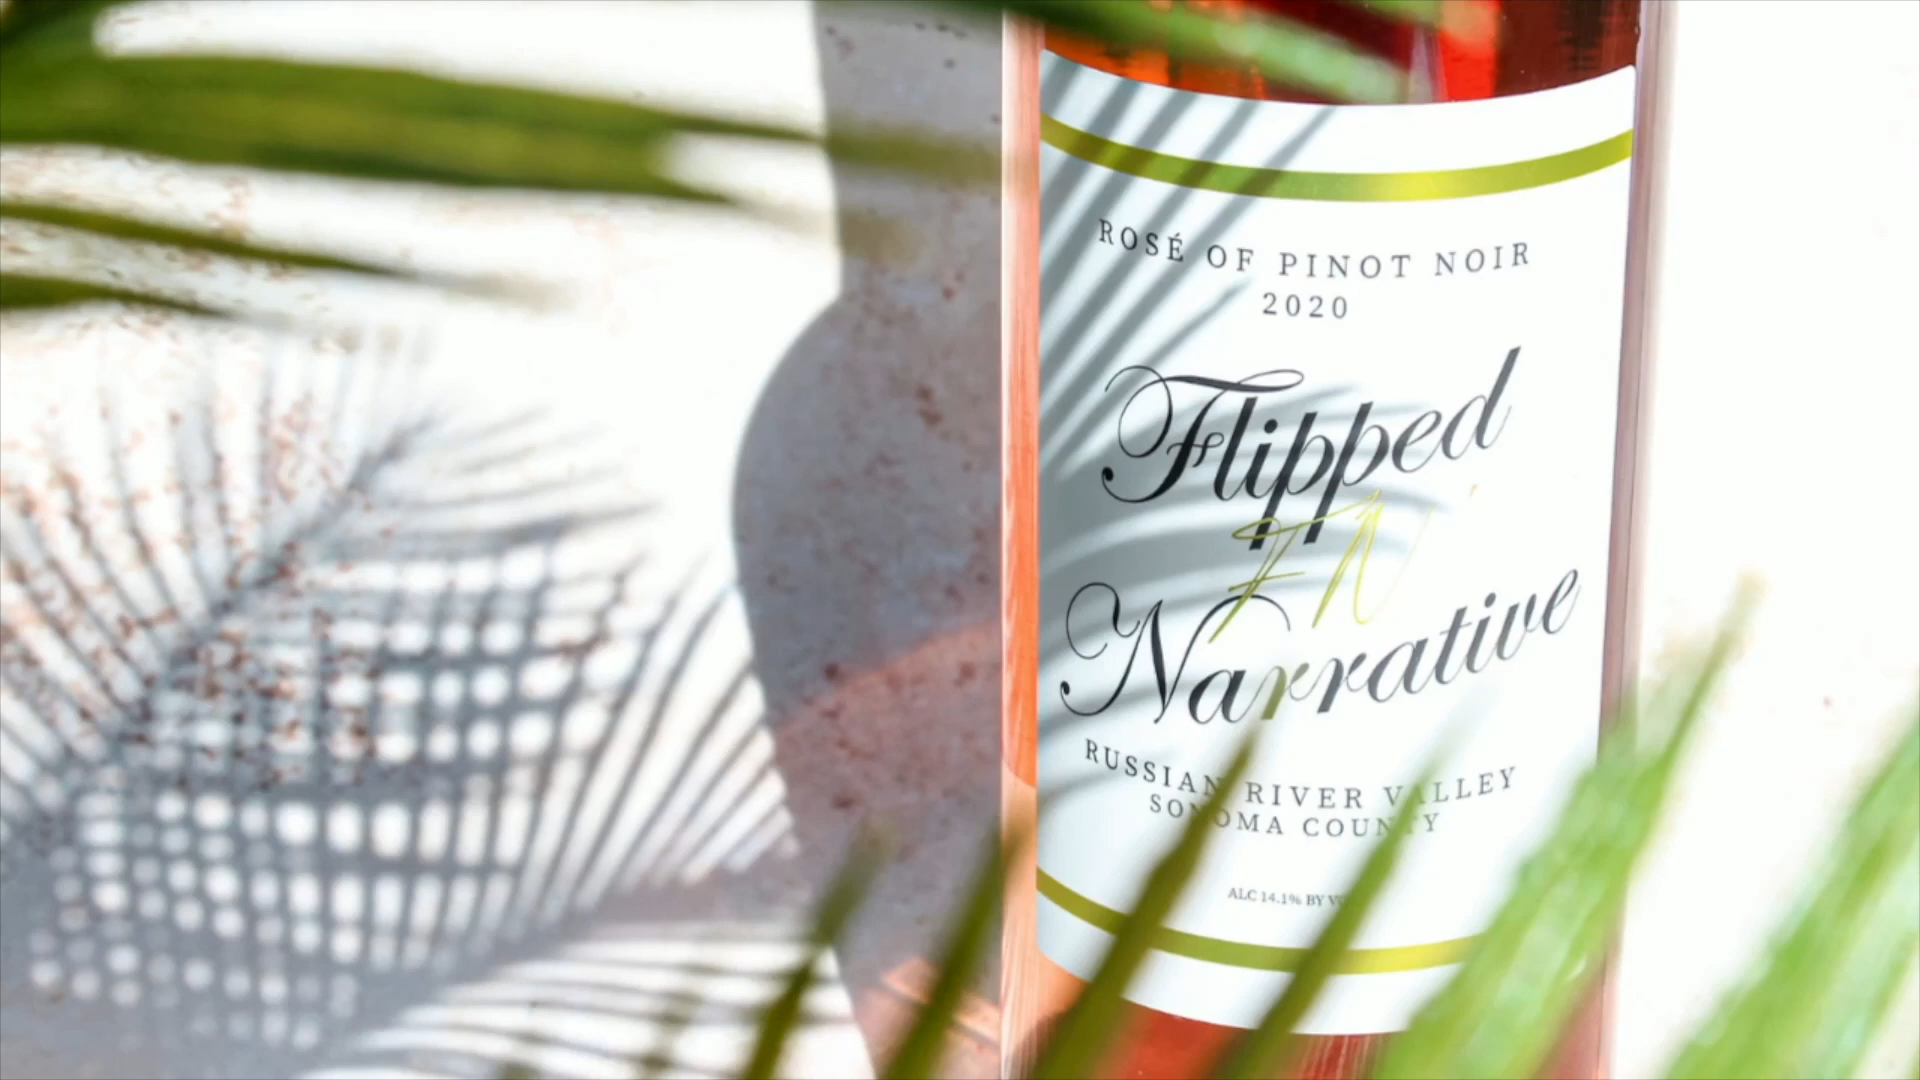 ROSÉ OF PINOT NOIR
2020
Flipped
FN
Narrative
RUSSIAN RIVER VALLEY
SONOMA COUNTY
ALC 14.1% BY